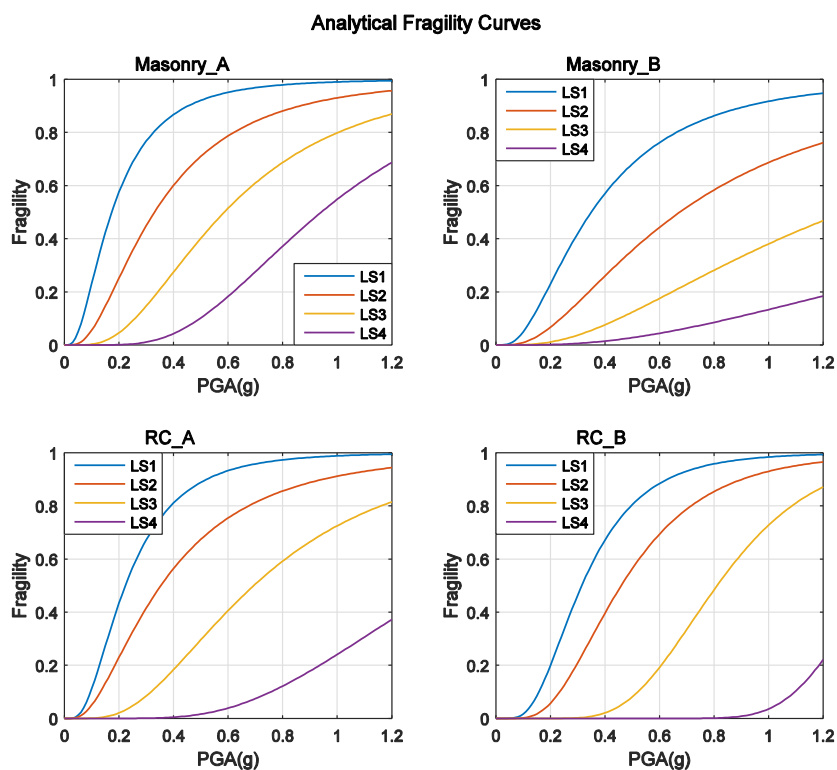 Analytical Fragility Curves
Masonry_A
1
0.8
0.6
0.4
0.2
0
Fragility
LS1
LS2
LS3
LS4
0 0.2 0.4 0.6 0.8 1 1.2
PGA(g)
Masonry_B
1
0.8
0.6
0.4
0.2
0
Fragility
LS1
LS2
LS3
LS4
0 0.2 0.4 0.6 0.8 1 1.2
PGA(g)
RC_A
1
0.8
0.6
0.4
0.2
0
Fragility
LS1
LS2
LS3
LS4
0 0.2 0.4 0.6 0.8 1 1.2
PGA(g)
RC_B
1
0.8
0.6
0.4
0.2
0
Fragility
LS1
LS2
LS3
LS4
0 0.2 0.4 0.6 0.8 1 1.2
PGA(g)